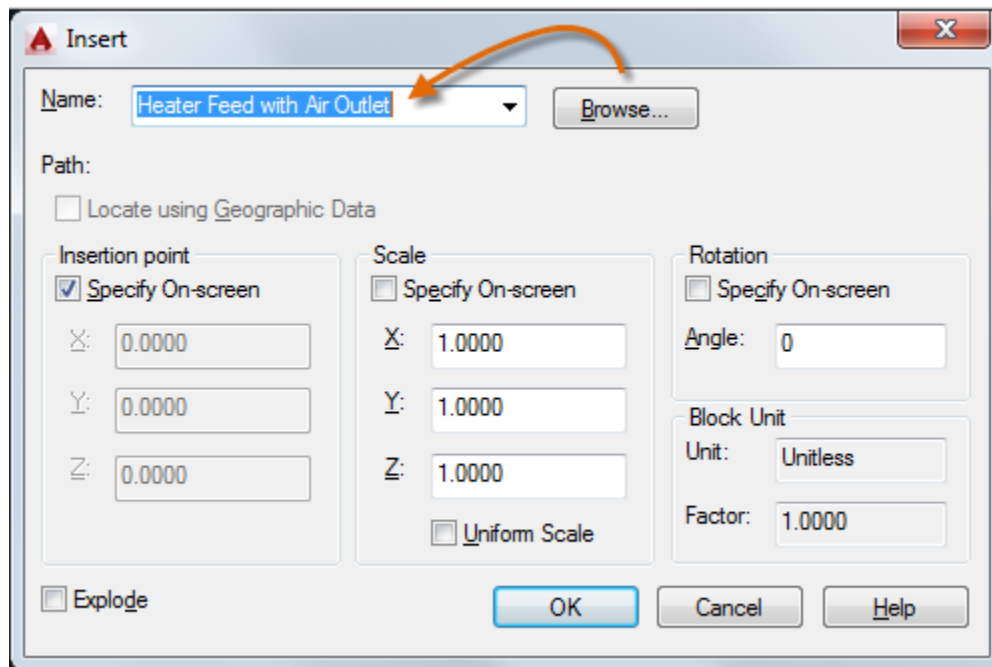 Insert
Name: Heater Feed with Air Outlet Browse...
Path:
Locate using Geographic Data
Insertion point
Specify On-screen
X: 0.0000
Y: 0.0000
Z: 0.0000
Scale
Specify On-screen
X: 1.0000
Y: 1.0000
Z: 1.0000
Uniform Scale
Rotation
Specify On-screen
Angle: 0
Block Unit
Unit: Unitless
Factor: 1.0000
Explode
OK Cancel Help